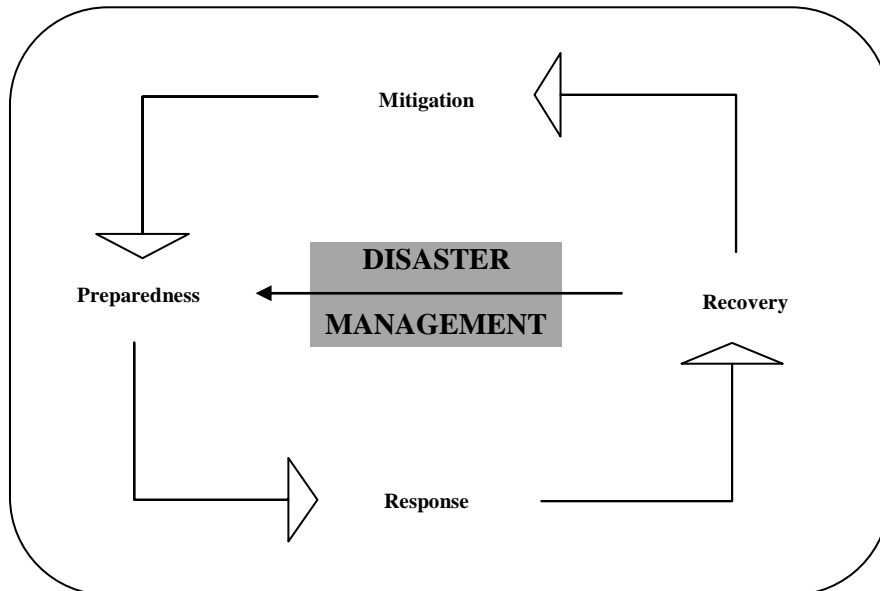 Mitigation
DISASTER
MANAGEMENT
Preparedness
Recovery
Response